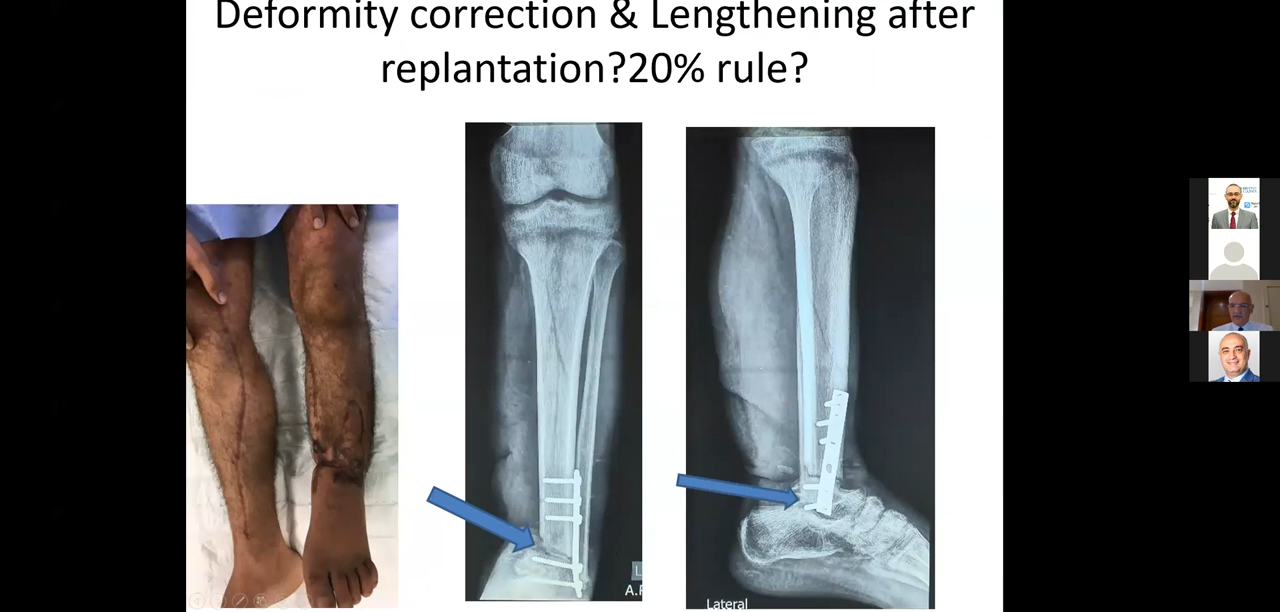 Deformity correction & Lengthening after
replantation?20% rule?
L
A.P
Lateral